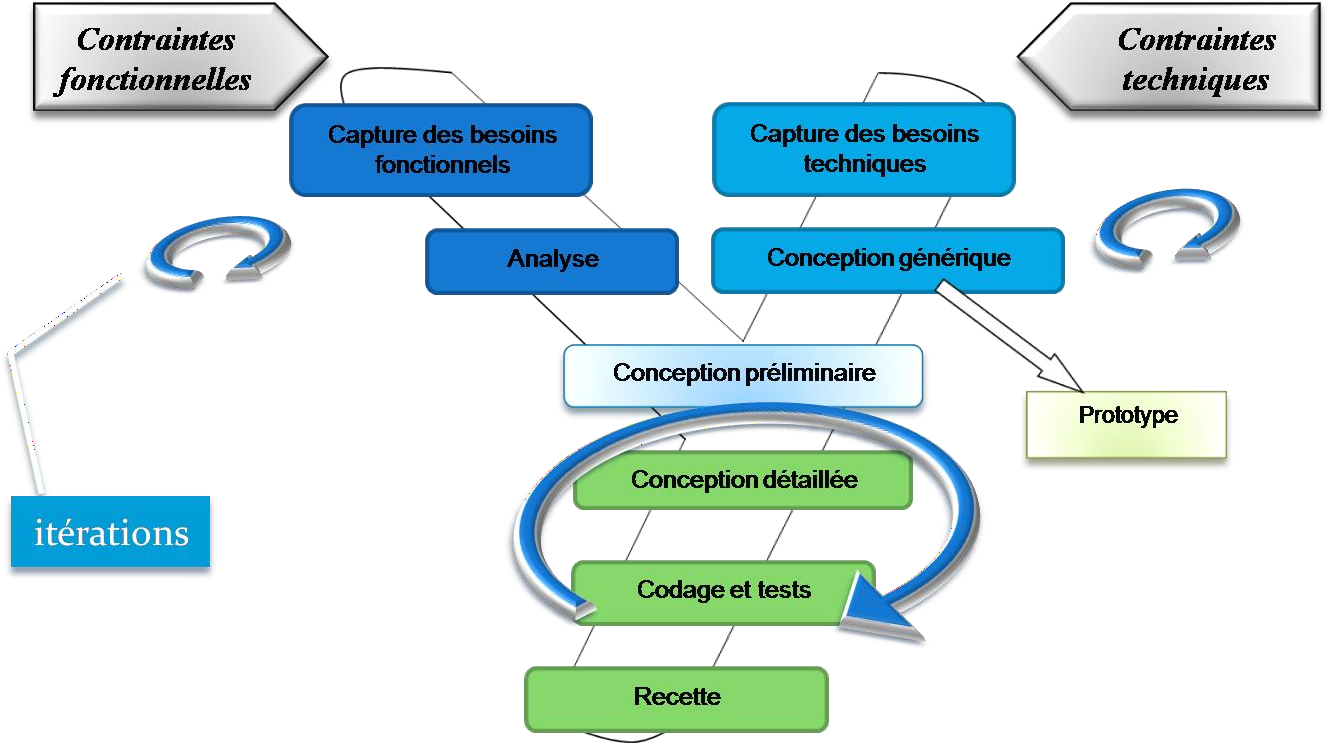 Contraintes
fonctionnelles
Contraintes
techniques
Capture des besoins
fonctionnels
Capture des besoins
techniques
Analyse
Conception générique
Conception préliminaire
Prototype
Conception détaillée
itérations
Codage et tests
Recette